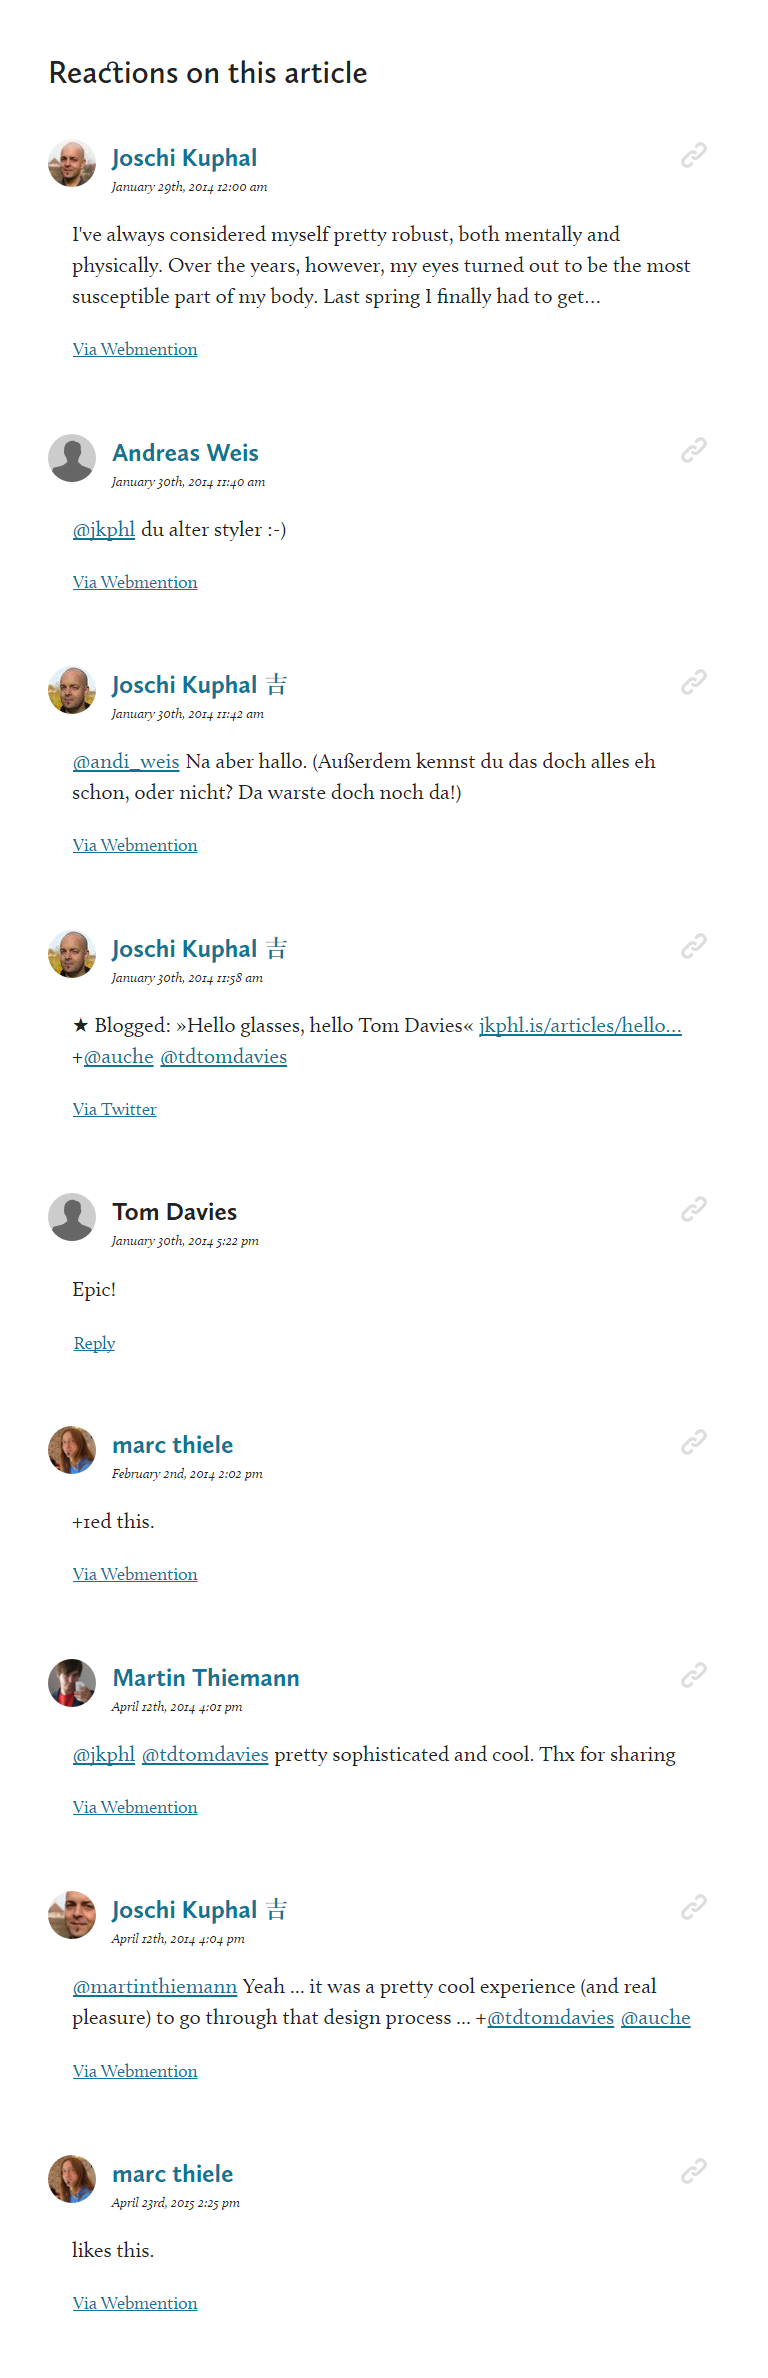 Reactions on this article
Joschi Kuphal
January 29th, 2014 12:00 am
I've always considered myself pretty robust, both mentally and
physically. Over the years, however, my eyes turned out to be the most
susceptible part of my body. Last spring I finally had to get…
Via Webmention
Andreas Weis
January 30th, 2014 11:40 am
@jkphl du alter styler :-)
Via Webmention
Joschi Kuphal 吉
January 30th, 2014 11:42 am
@andi_weis Na aber hallo. (Außerdem kennst du das doch alles eh
schon, oder nicht? Da warste doch noch da!)
Via Webmention
Joschi Kuphal 吉
January 30th, 2014 11:58 am
★ Blogged: »Hello glasses, hello Tom Davies« jkphl.is/articles/hello…
+@auche @tdtomdavies
Via Twitter
Tom Davies
January 30th, 2014 5:22 pm
Epic!
Reply
marc thiele
February 2nd, 2014 2:02 pm
+1ed this.
Via Webmention
Martin Thiemann
April 12th, 2014 4:01 pm
@jkphl @tdtomdavies pretty sophisticated and cool. Thx for sharing
Via Webmention
Joschi Kuphal 吉
April 12th, 2014 4:04 pm
@martinthiemann Yeah ... it was a pretty cool experience (and real
pleasure) to go through that design process ... +@tdtomdavies @auche
Via Webmention
marc thiele
April 23rd, 2015 2:25 pm
likes this.
Via Webmention